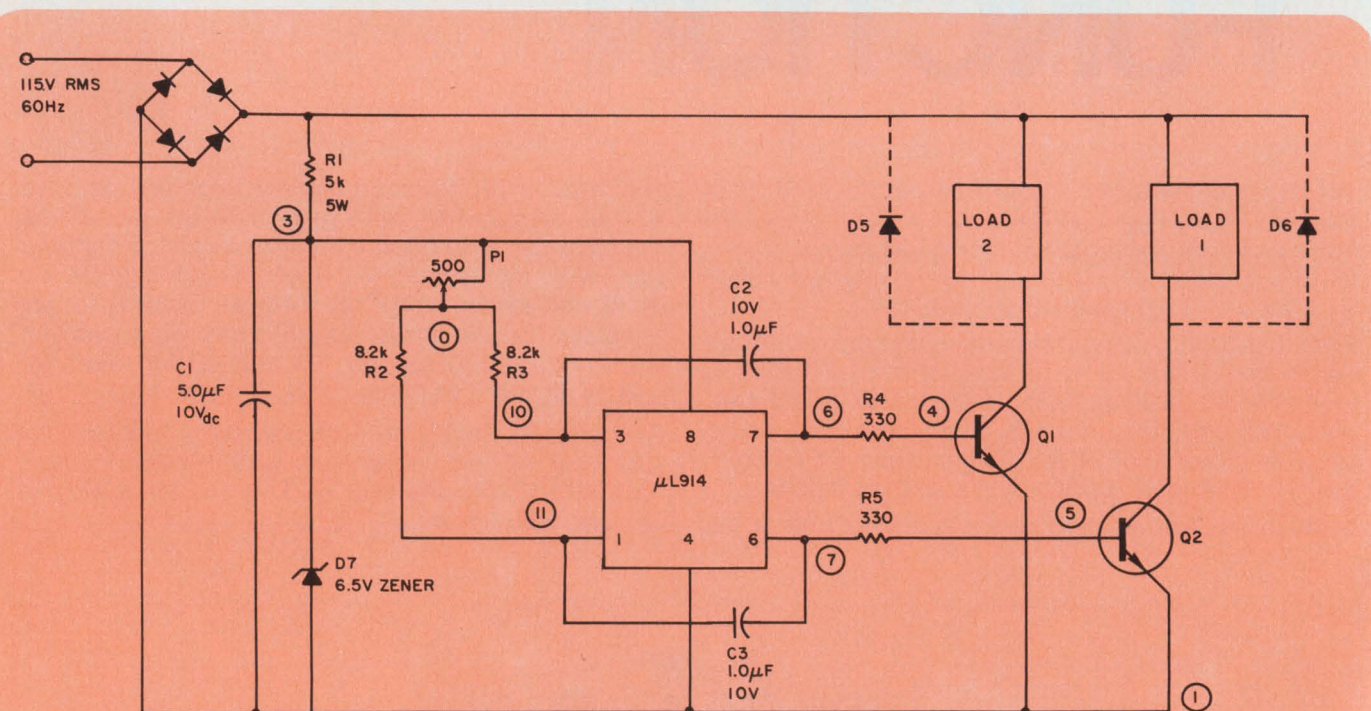 115V RMS
60Hz
R1
5k
5W
3
P1
500
0
8.2k
R2
8.2k
R3
C1
5.0μF
10Vdc
10
11
C2
10V
1.0μF
3 8 7
μL914
1 4 6
6
R4
330
4
Q1
7
R5
330
5
Q2
D5
LOAD
2
LOAD
1
D6
D7
6.5V ZENER
C3
1.0μF
10V
1